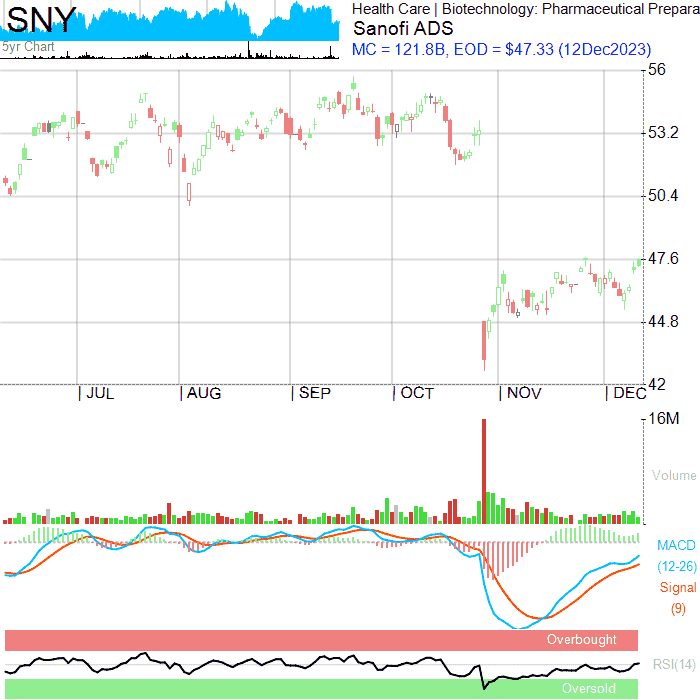 SNY
5yr Chart
Health Care | Biotechnology: Pharmaceutical Prepara
Sanofi ADS
MC = 121.8B, EOD = $47.33 (12Dec2023)
56
53.2
50.4
47.6
44.8
42
JUL AUG SEP OCT NOV DEC
16M
Volume
MACD
(12-26)
Signal
(9)
Overbought
RSI(14)
Oversold